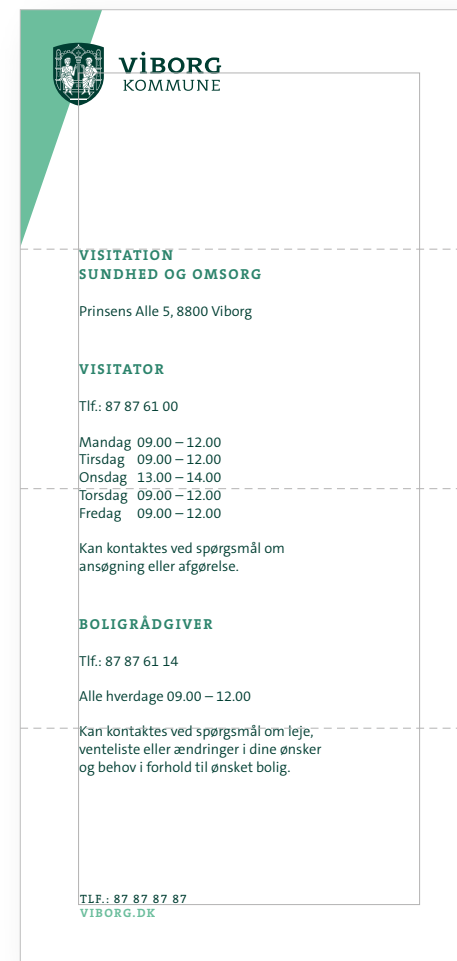 VIBORG
KOMMUNE
VISITATION
SUNDHED OG OMSORG
Prinsens Alle 5, 8800 Viborg
VISITATOR
Tlf.: 87 87 61 00
Mandag 09.00 – 12.00
Tirsdag 09.00 – 12.00
Onsdag 13.00 – 14.00
Torsdag 09.00 – 12.00
Fredag 09.00 – 12.00
Kan kontaktes ved spørgsmål om
ansøgning eller afgørelse.
BOLIGRÅDGIVER
Tlf.: 87 87 61 14
Alle hverdage 09.00 – 12.00
Kan kontaktes ved spørgsmål om leje,
venteliste eller ændringer i dine ønsker
og behov i forhold til ønsket bolig.
TLF.: 87 87 87 87
VIBORG.DK